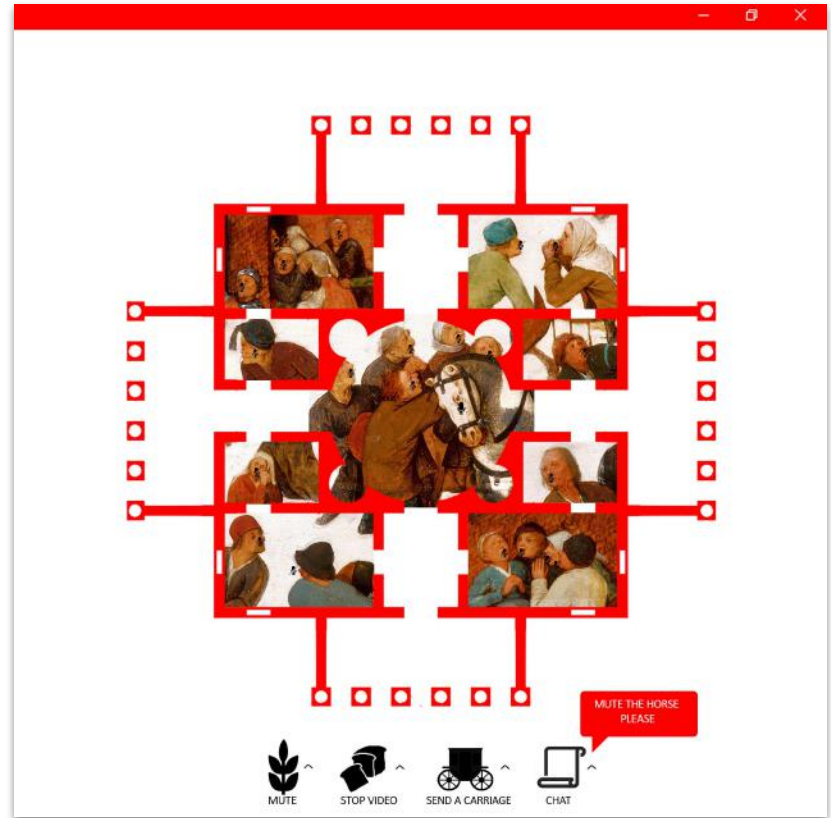 MUTE THE HORSE
PLEASE
MUTE
STOP VIDEO
SEND A CARRIAGE
CHAT